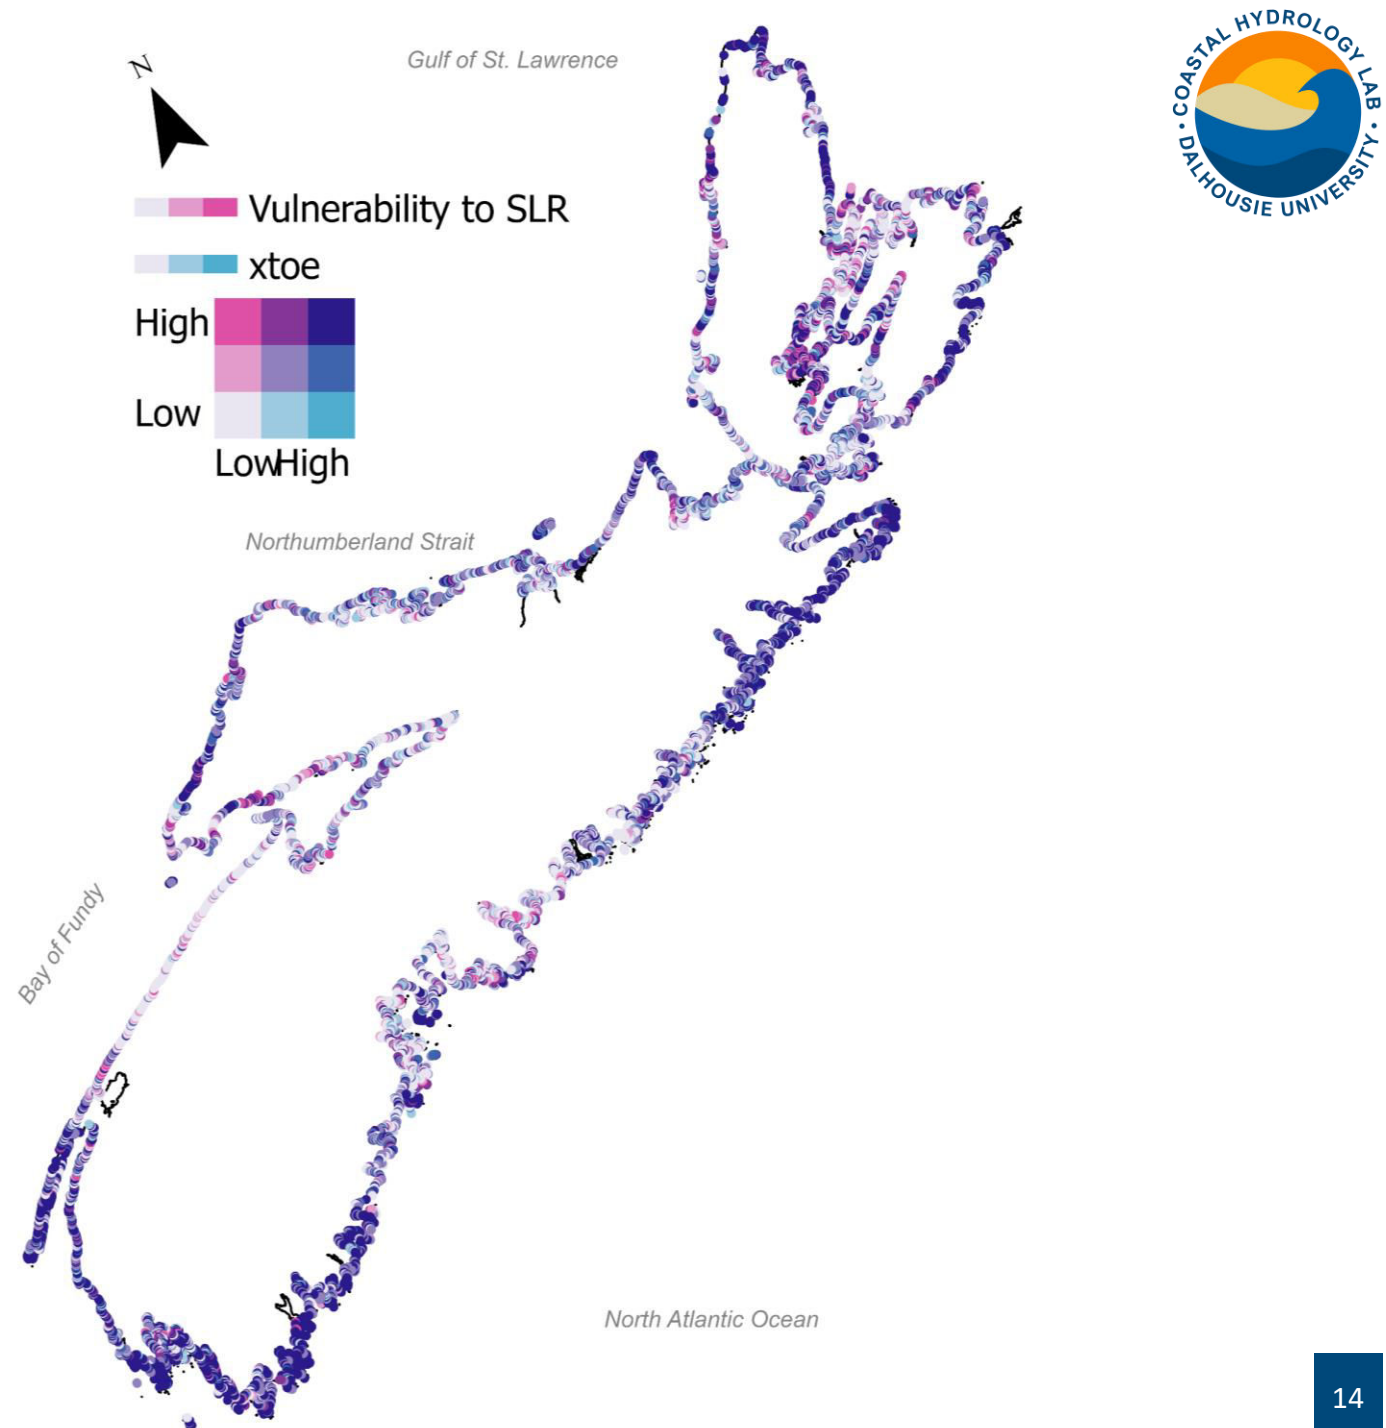 Gulf of St. Lawrence
COASTAL HYDROLOGY LAB
• DALHOUSIE UNIVERSITY •
N
Vulnerability to SLR
xtoe
High
Low
LowHigh
Northumberland Strait
Bay of Fundy
North Atlantic Ocean
14